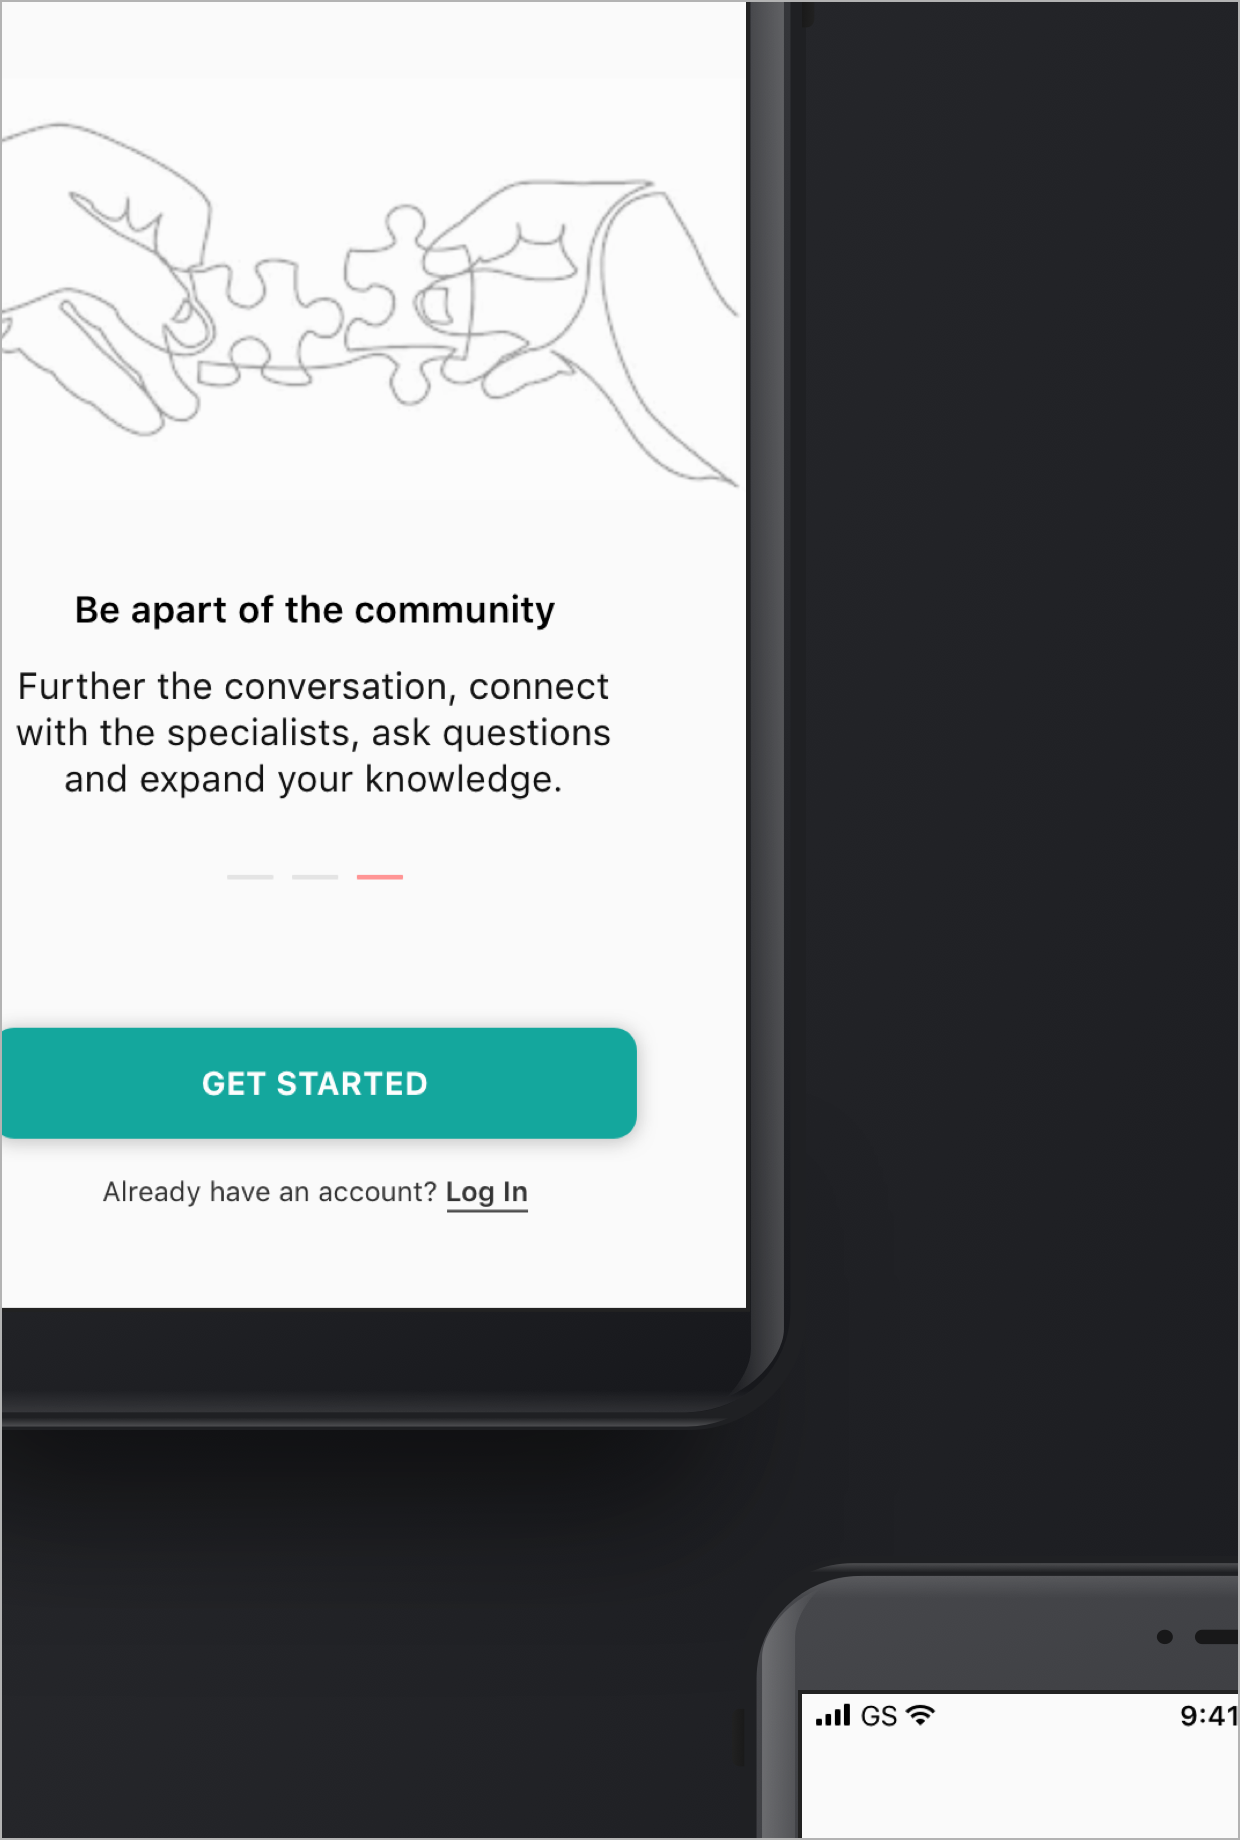 Be apart of the community
Further the conversation, connect
with the specialists, ask questions
and expand your knowledge.
GET STARTED
Already have an account? Log In
GS
9:41